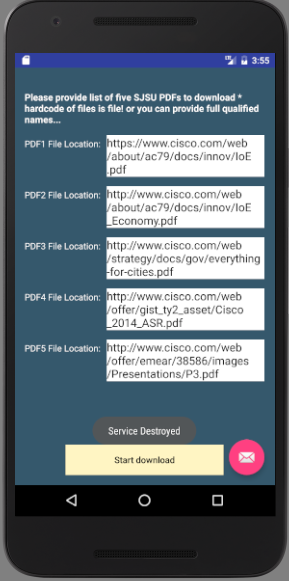 3:55
Please provide list of five SJSU PDFs to download *
hardcode of files is file! or you can provide full qualified
names...
PDF1 File Location:
https://www.cisco.com/web
/about/ac79/docs/innov/IoE
.pdf
PDF2 File Location:
http://www.cisco.com/web
/about/ac79/docs/innov/IoE
_Economy.pdf
PDF3 File Location:
http://www.cisco.com/web
/strategy/docs/gov/everything
-for-cities.pdf
PDF4 File Location:
http://www.cisco.com/web
/offer/gist_ty2_asset/Cisco
_2014_ASR.pdf
PDF5 File Location:
http://www.cisco.com/web
/offer/emear/38586/images
/Presentations/P3.pdf
Service Destroyed
Start download